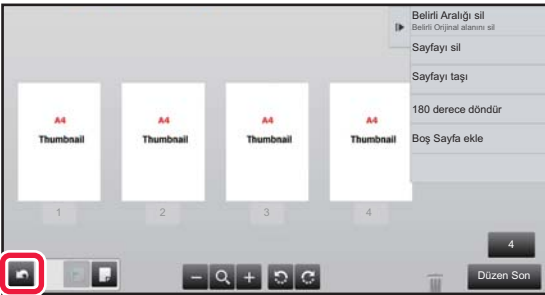 Belirli Aralığı sil
Belirli Orijinal alanını sil
Sayfayı sil
Sayfayı taşı
180 derece döndür
Boş Sayfa ekle
A4
Thumbnail
A4
Thumbnail
A4
Thumbnail
A4
Thumbnail
1
2
3
4
4
Düzen Son